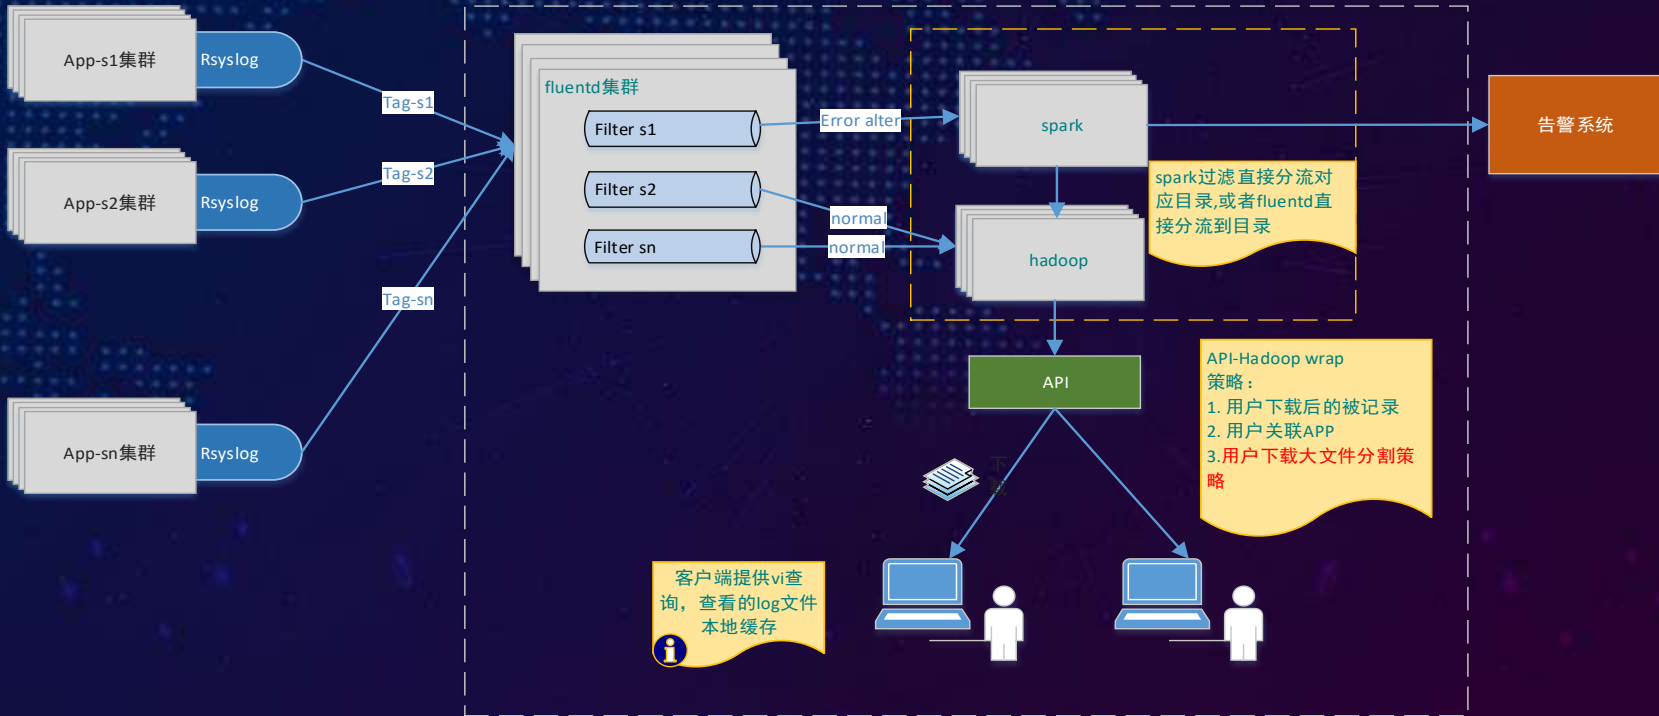 App-s1集群
Rsyslog
Tag-s1
App-s2集群
Rsyslog
Tag-s2
App-sn集群
Rsyslog
Tag-sn
fluentd集群
Filter s1
Filter s2
Filter sn
Error alter
normal
normal
spark
hadoop
spark过滤直接分流对
应目录,或者fluentd直
接分流到目录
告警系统
API
API-Hadoop wrap
策略：
1. 用户下载后的被记录
2. 用户关联APP
3.用户下载大文件分割策
略
下
载
客户端提供vi查
询，查看的log文件
本地缓存